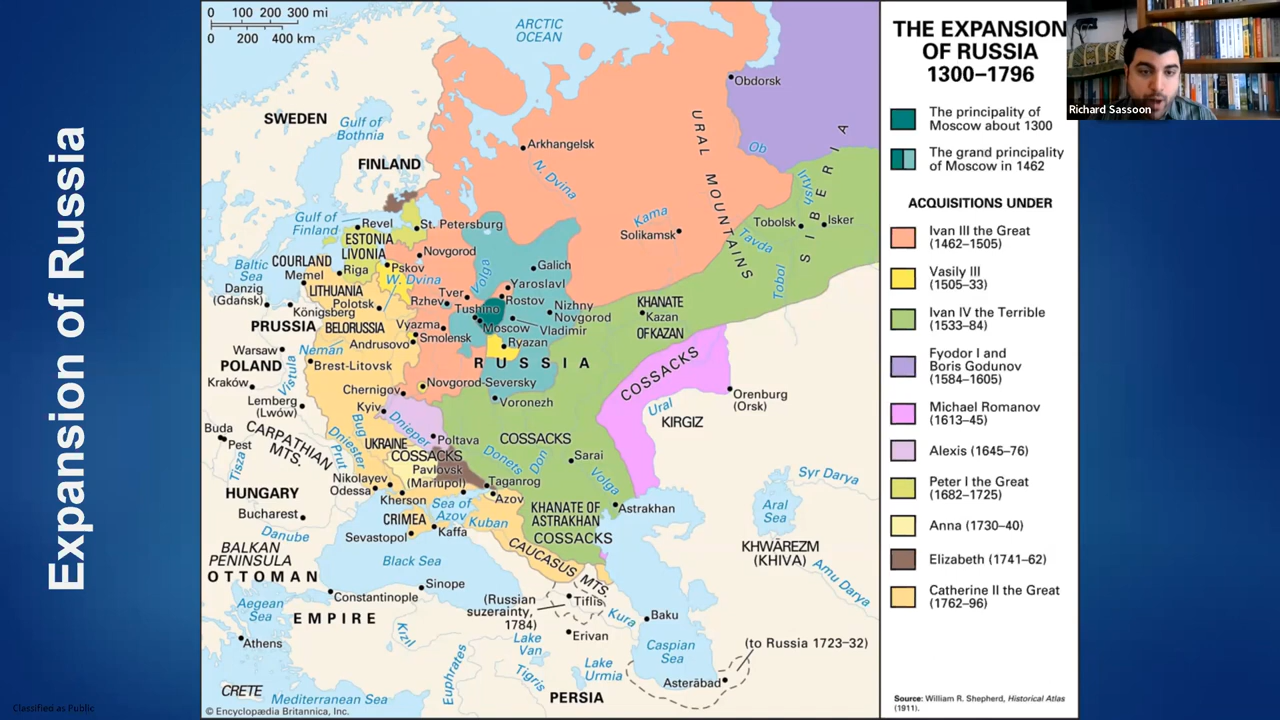 Expansion of Russia
0 100 200 300 mi
0 200 400 km
ARCTIC
OCEAN
SWEDEN
Gulf of
Bothnia
FINLAND
Gulf of
Finland
Revel
St. Petersburg
ESTONIA
LIVONIA
COURLAND
Baltic
Sea
Memel
Riga
Pskov
W. Dvina
Novgorod
LITHUANIA
Danzig
(Gdańsk)
Königsberg
Polotsk
PRUSSIA
BELORUSSIA
Andrusovo
Neman
Warsaw
POLAND
Brest-Litovsk
Vistula
Kraków
Lemberg
(Lwów)
Chernigov
Kyiv
Dnieper
Buda
Pest
CARPATHIAN
MTS.
Tisza
Bug
Dniester
Prut
UKRAINE
COSSACKS
Poltava
Pavlovsk
(Mariupol)
Nikolayev
Odessa
Kherson
HUNGARY
Bucharest
Danube
CRIMEA
Sevastopol
Kaffa
Sea of
Azov
Taganrog
Azov
Kuban
BALKAN
PENINSULA
OTTOMAN
EMPIRE
Black Sea
Constantinople
Sinope
Aegean
Sea
Athens
CRETE
Mediterranean Sea
Kızıl
Euphrates
Tigris
Lake
Van
Lake
Urmia
PERSIA
(Russian
suzerainty,
1784)
Tiflis
Kura
Erivan
Baku
Caspian
Sea
Asterābad
(to Russia 1723–32)
CAUCASUS MTS.
Arkhangelsk
N. Dvina
Kama
Solikamsk
URAL MOUNTAINS
Obdorsk
Ob
Irtysh
SIBERIA
Tobolsk
Isker
Tavda
Tobol
Volga
Galich
Yaroslavl
Tver
Rzhev
Rostov
Tushino
Moscow
Nizhny
Novgorod
Vladimir
Vyazma
Smolensk
Ryazan
RUSSIA
Novgorod-Seversky
Voronezh
KHANATE
Kazan
OF KAZAN
COSSACKS
Orenburg
(Orsk)
Ural
KIRGIZ
COSSACKS
Sarai
Donets
Don
Volga
KHANATE OF
ASTRAKHAN
COSSACKS
Astrakhan
Syr Darya
Aral
Sea
KHWĀREZM
(KHIVA)
Amu Darya
© Encyclopædia Britannica, Inc.
THE EXPANSION
OF RUSSIA
1300–1796
The principality of
Moscow about 1300
The grand principality
of Moscow in 1462
ACQUISITIONS UNDER
Ivan III the Great
(1462–1505)
Vasily III
(1505–33)
Ivan IV the Terrible
(1533–84)
Fyodor I and
Boris Godunov
(1584–1605)
Michael Romanov
(1613–45)
Alexis (1645–76)
Peter I the Great
(1682–1725)
Anna (1730–40)
Elizabeth (1741–62)
Catherine II the Great
(1762–96)
Source: William R. Shepherd, Historical Atlas
(1911).
Richard Sassoon
Classified as Public